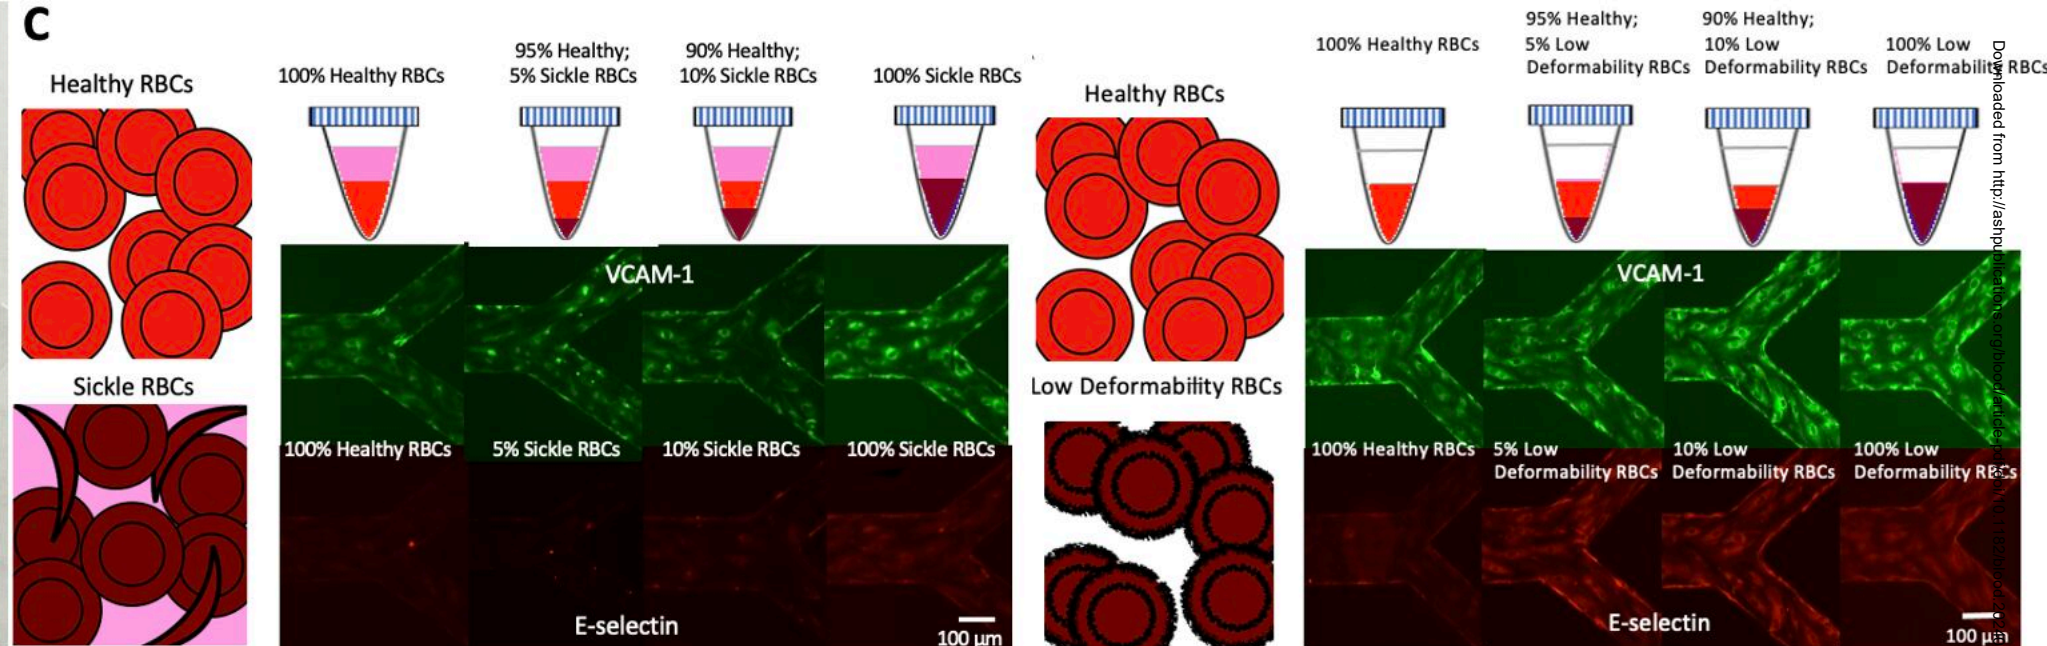 C
Healthy RBCs
Sickle RBCs
100% Healthy RBCs
95% Healthy;
5% Sickle RBCs
90% Healthy;
10% Sickle RBCs
100% Sickle RBCs
VCAM-1
100% Healthy RBCs
5% Sickle RBCs
10% Sickle RBCs
100% Sickle RBCs
E-selectin
100 µm
Healthy RBCs
Low Deformability RBCs
100% Healthy RBCs
95% Healthy;
5% Low
Deformability RBCs
90% Healthy;
10% Low
Deformability RBCs
100% Low
Deformability RBCs
VCAM-1
100% Healthy RBCs
5% Low
Deformability RBCs
10% Low
Deformability RBCs
100% Low
Deformability RBCs
E-selectin
100 µm
Downloaded from http://ashpublications.org/blood/article